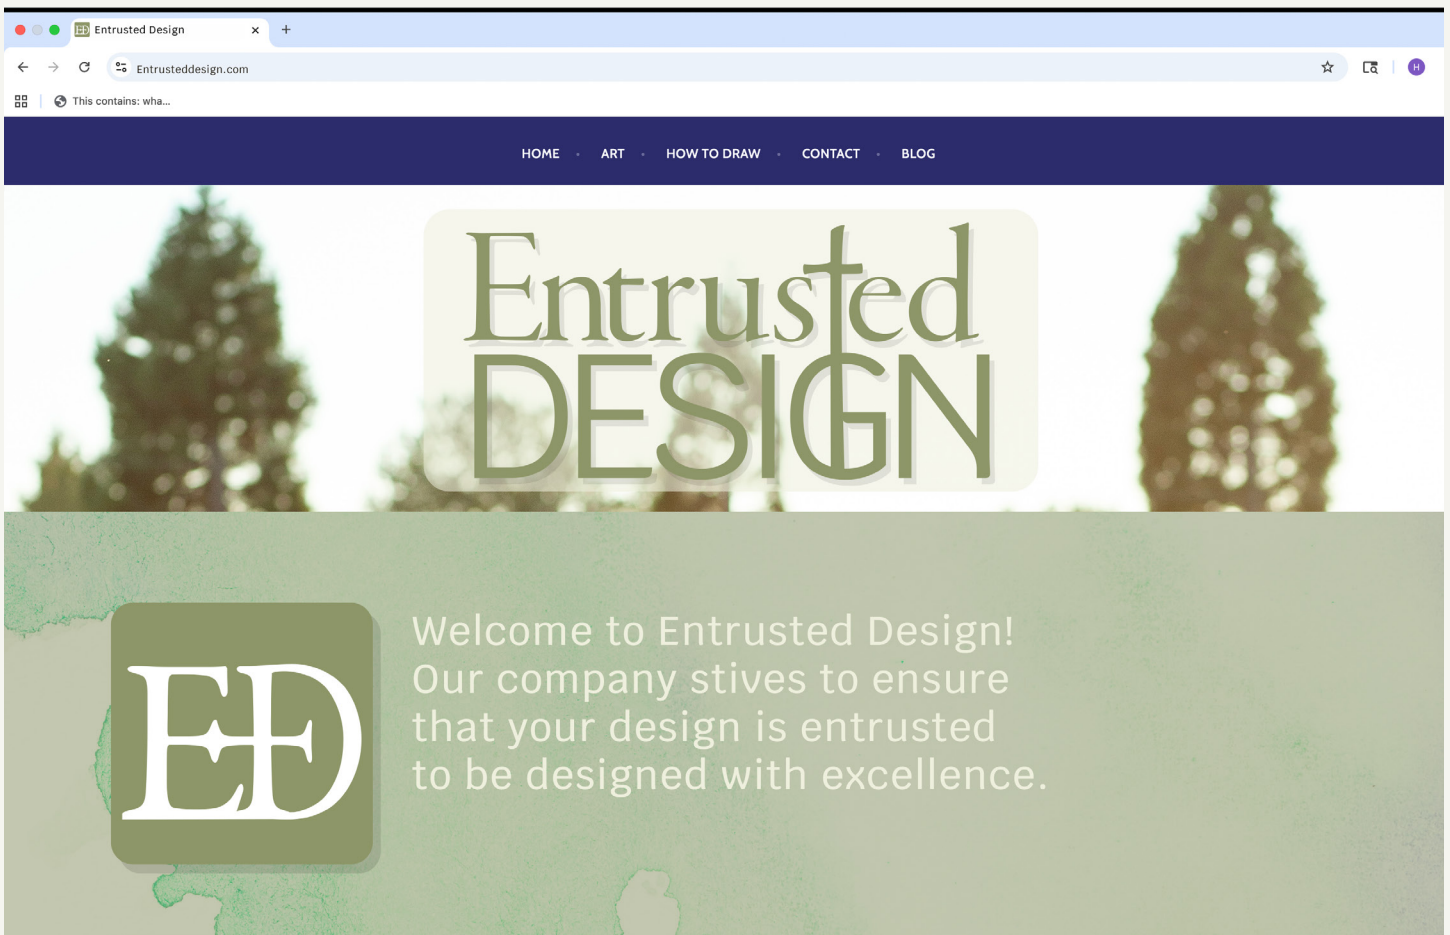 ED Entrusted Design
Entrusteddesign.com
H
This contains: wha...
HOME · ART · HOW TO DRAW · CONTACT · BLOG
Entrusted
DESIGN
ED
Welcome to Entrusted Design!
Our company stives to ensure
that your design is entrusted
to be designed with excellence.